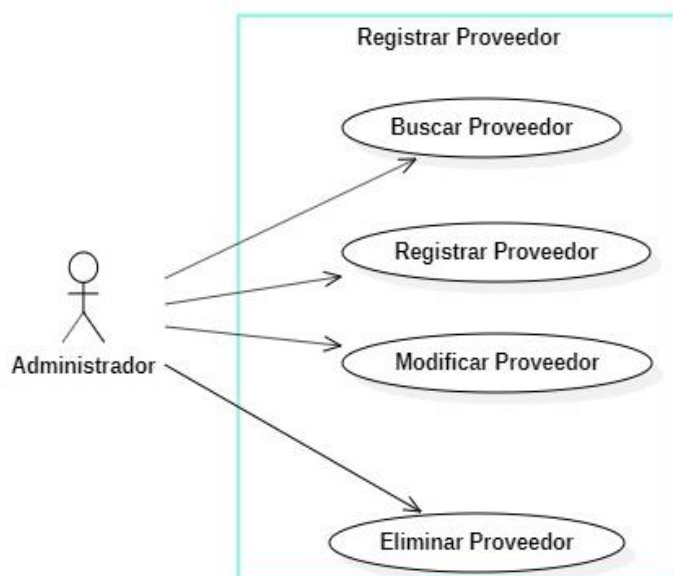 Registrar Proveedor
Buscar Proveedor
Registrar Proveedor
Modificar Proveedor
Administrador
Eliminar Proveedor